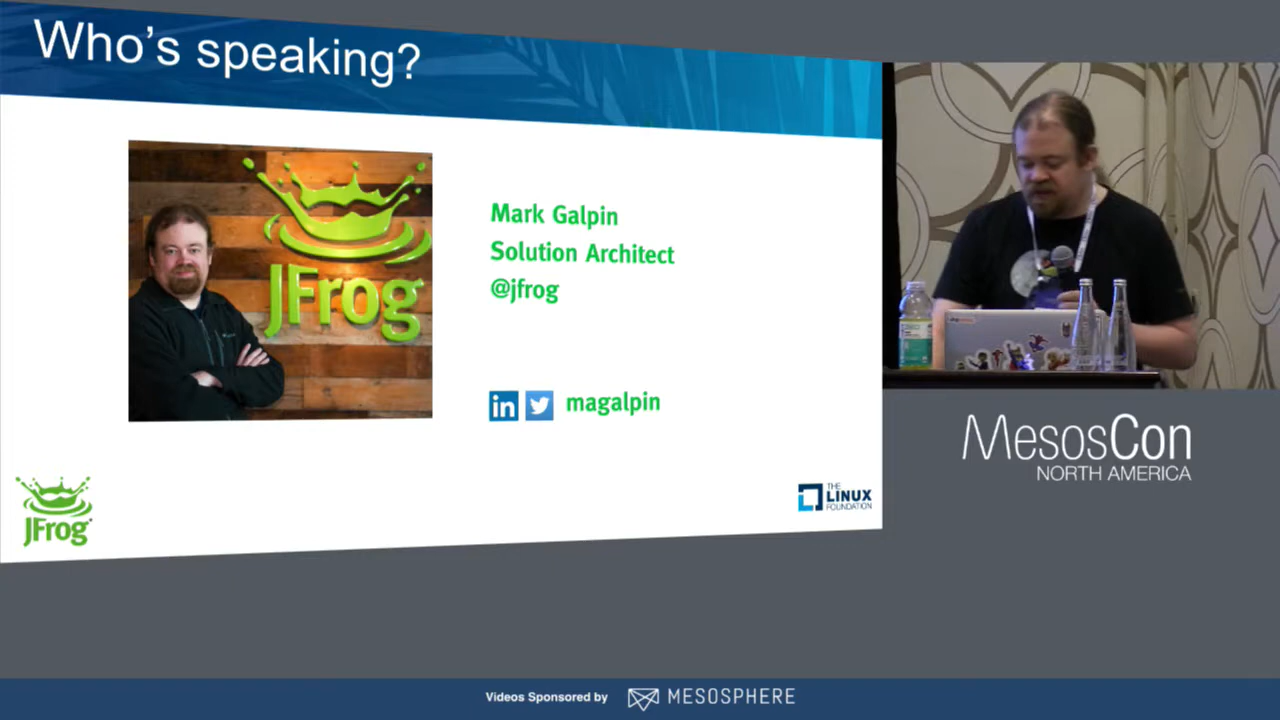 Who's speaking?
JFrog
Mark Galpin
Solution Architect
@jfrog
in
magalpin
JFrog
THE
LINUX
FOUNDATION
MesosCon
NORTH AMERICA
Videos Sponsored by
MESOSPHERE